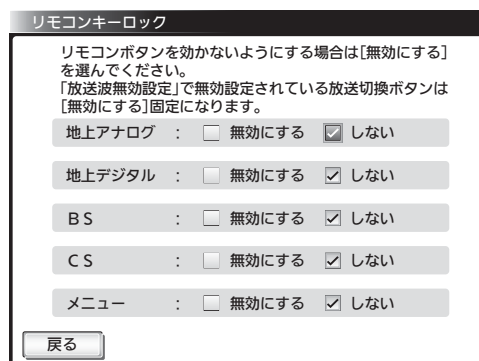 リモコンキーロック
リモコンボタンを効かないようにする場合は[無効にする]
を選んでください。
「放送波無効設定」で無効設定されている放送切換ボタンは
[無効にする]固定になります。
地上アナログ : 無効にする しない
地上デジタル : 無効にする しない
BS : 無効にする しない
CS : 無効にする しない
メニュー : 無効にする しない
戻る